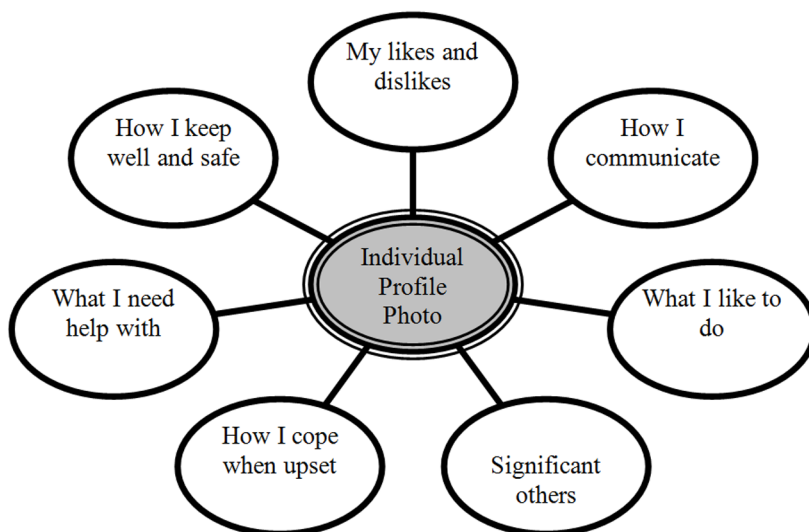 My likes and
dislikes
How I keep
well and safe
How I
communicate
Individual
Profile
Photo
What I need
help with
What I like to
do
How I cope
when upset
Significant
others